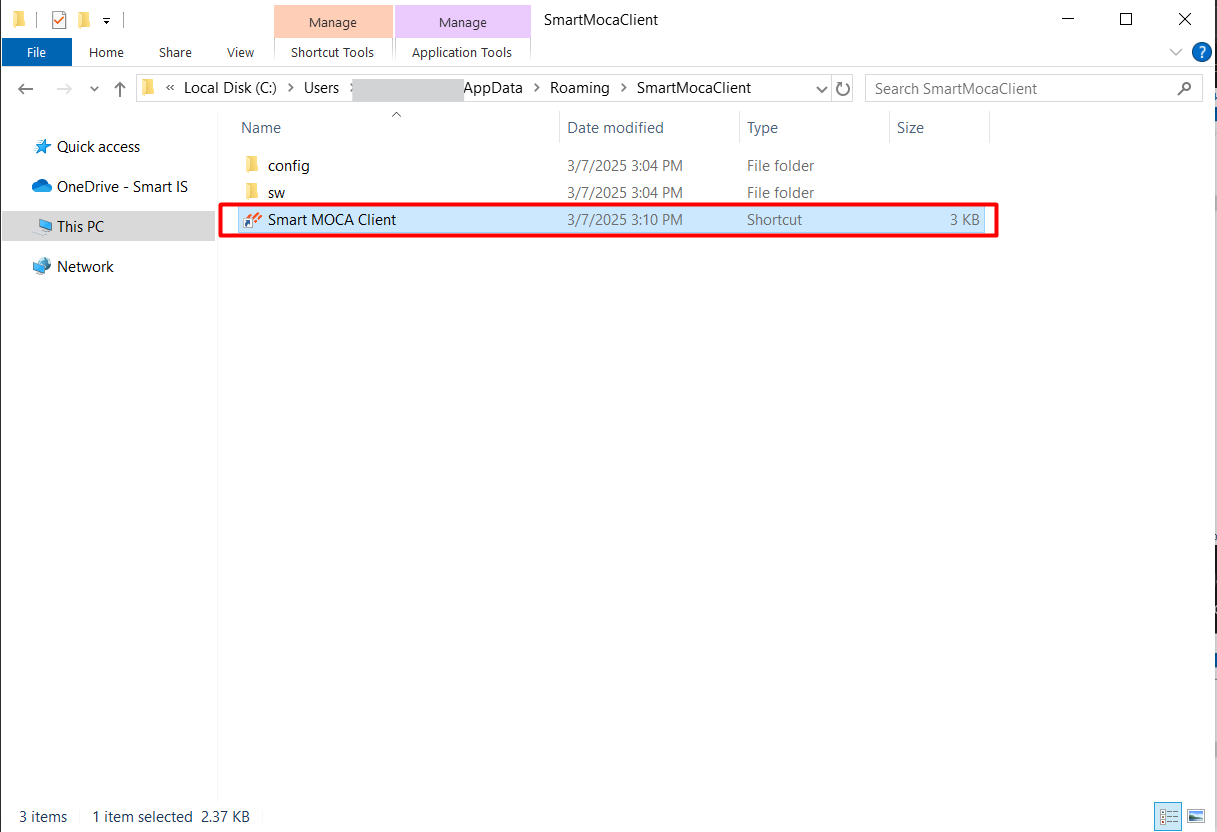 Manage Manage SmartMocaClient
File Home Share View Shortcut Tools Application Tools ?
« Local Disk (C:) > Users > AppData > Roaming > SmartMocaClient Search SmartMocaClient
Name Date modified Type Size
Quick access
OneDrive - Smart IS
This PC
Network
config 3/7/2025 3:04 PM File folder
sw 3/7/2025 3:04 PM File folder
Smart MOCA Client 3/7/2025 3:10 PM Shortcut 3 KB
3 items 1 item selected 2.37 KB